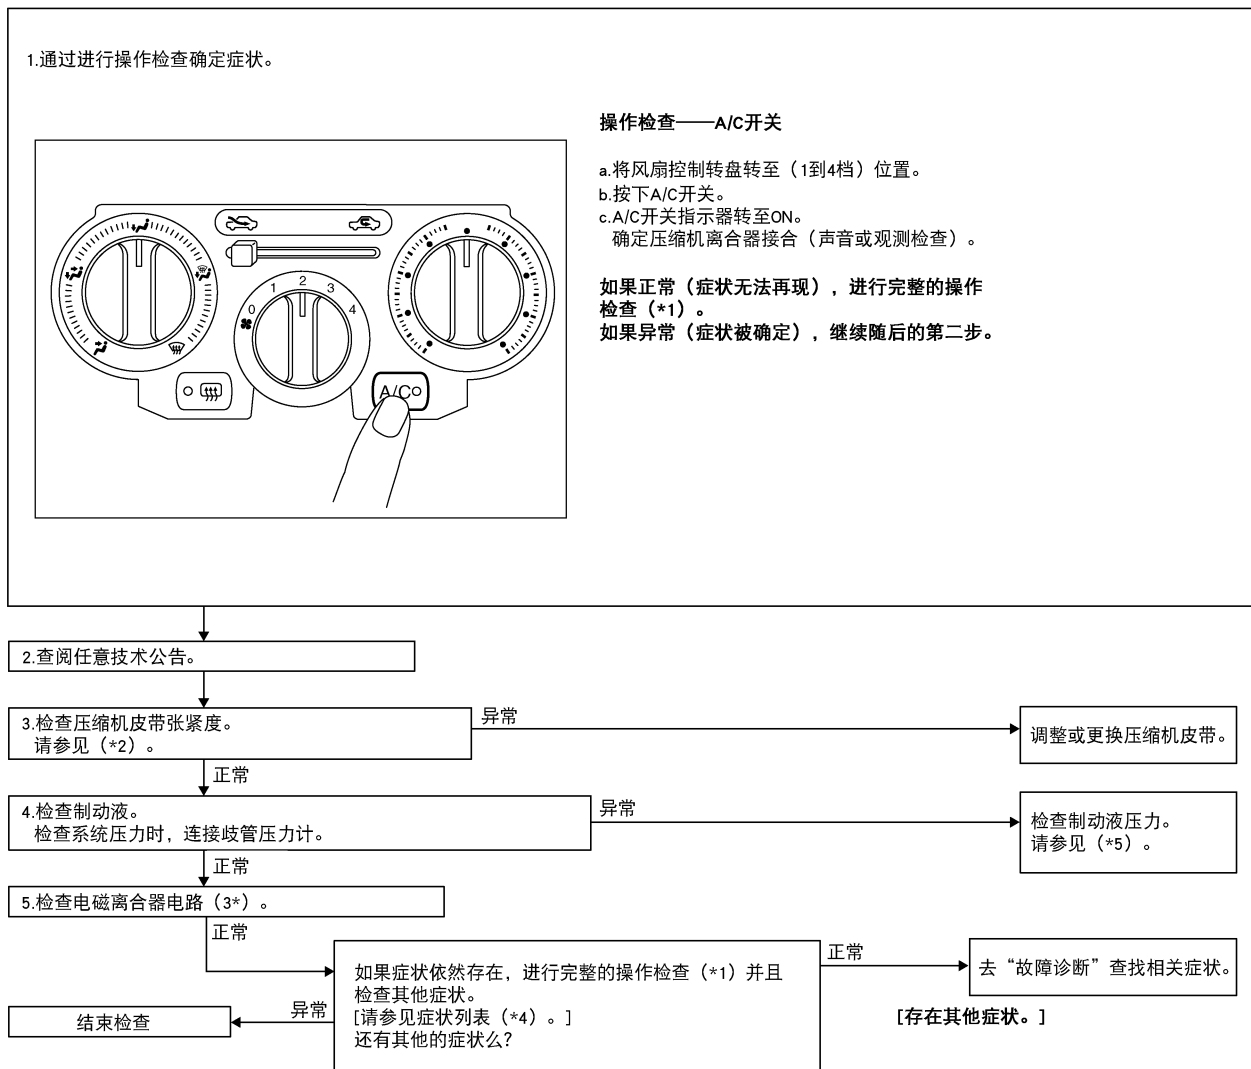 1.通过进行操作检查确定症状。
操作检查——A/C开关
a.将风扇控制转盘转至（1到4档）位置。
b.按下A/C开关。
c.A/C开关指示器转至ON。
确定压缩机离合器接合（声音或观测检查）。
如果正常（症状无法再现），进行完整的操作
检查（*1）。
如果异常（症状被确定），继续随后的第二步。
0 1 2 3 4
A/C
2.查阅任意技术公告。
3.检查压缩机皮带张紧度。
请参见（*2）。
异常
调整或更换压缩机皮带。
正常
4.检查制动液。
检查系统压力时，连接歧管压力计。
异常
检查制动液压力。
请参见（*5）。
正常
5.检查电磁离合器电路（3*）。
正常
如果症状依然存在，进行完整的操作检查（*1）并且
检查其他症状。
[请参见症状列表（*4）。]
还有其他的症状么？
正常
去“故障诊断”查找相关症状。
[存在其他症状。]
异常
结束检查